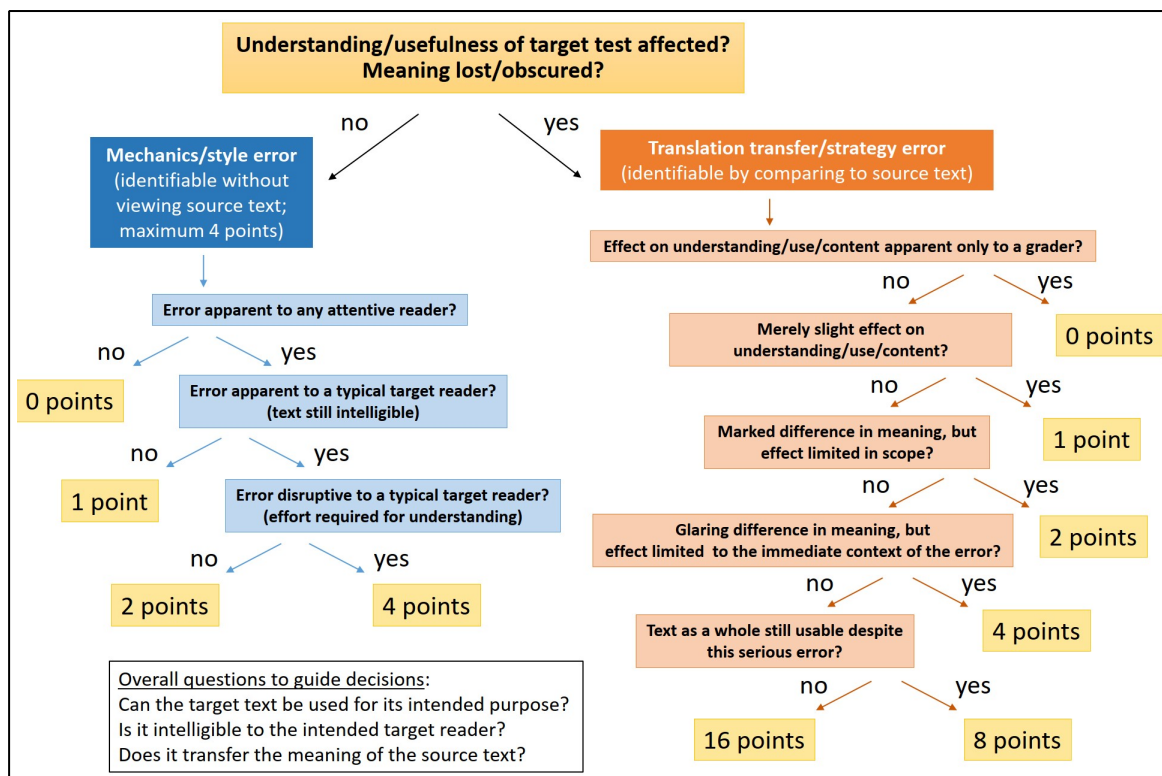 Understanding/usefulness of target test affected?
Meaning lost/obscured?
no
yes
Mechanics/style error
(identifiable without
viewing source text;
maximum 4 points)
Error apparent to any attentive reader?
no
yes
0 points
Error apparent to a typical target reader?
(text still intelligible)
no
yes
1 point
Error disruptive to a typical target reader?
(effort required for understanding)
no
yes
2 points
4 points
Translation transfer/strategy error
(identifiable by comparing to source text)
Effect on understanding/use/content apparent only to a grader?
no
yes
Merely slight effect on
understanding/use/content?
0 points
no
yes
Marked difference in meaning, but
effect limited in scope?
1 point
no
yes
Glaring difference in meaning, but
effect limited to the immediate context of the error?
2 points
no
yes
Text as a whole still usable despite
this serious error?
4 points
no
yes
16 points
8 points
Overall questions to guide decisions:
Can the target text be used for its intended purpose?
Is it intelligible to the intended target reader?
Does it transfer the meaning of the source text?